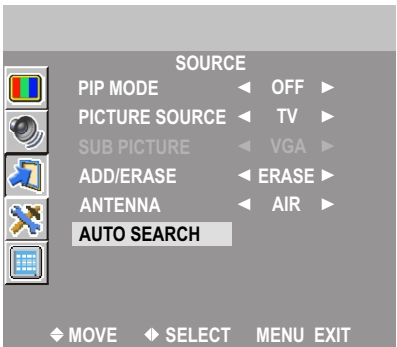 SOURCE
PIP MODE ◄ OFF ►
PICTURE SOURCE ◄ TV ►
SUB PICTURE ◄ VGA ►
ADD/ERASE ◄ ERASE ►
ANTENNA ◄ AIR ►
AUTO SEARCH
MOVE SELECT MENU EXIT